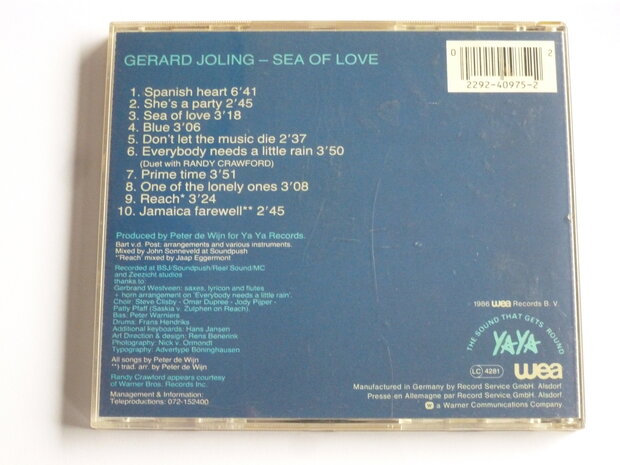 GERARD JOLING – SEA OF LOVE
0 2
2292-40975-2
1. Spanish heart 6'41
2. She's a party 2'45
3. Sea of love 3'18
4. Blue 3'06
5. Don't let the music die 2'37
6. Everybody needs a little rain 3'50
(Duet with RANDY CRAWFORD)
7. Prime time 3'51
8. One of the lonely ones 3'08
9. Reach* 3'24
10. Jamaica farewell** 2'45
Produced by Peter de Wijn for Ya Ya Records.
Bart v.d. Post: arrangements and various instruments.
Mixed by John Sonneveld at Soundpush
*'Reach' mixed by Jaap Eggermont
Recorded at BSJ/Soundpush/Real Sound/MC
and Zeezicht studios
thanks to:
Gerbrand Westveen: saxes, lyricon and flutes
+ horn arrangement on 'Everybody needs a little rain'.
Choir: Steve Clisby - Omar Dupree - Jody Pijper -
Patty Pfaff (Saskia v. Zutphen on Reach).
Bas: Peter Warniers
Drums: Frans Hendriks
Additional keyboards: Hans Jansen
Art Direction & design: Rens Benerink
Photography: Nick v. Ormondt
Typography: Advertype Böninghausen
All songs by Peter de Wijn
**) trad. arr. by Peter de Wijn
Randy Crawford appears courtesy
of Warner Bros. Records Inc.
Management & Information:
Teleproductions: 072-152400
1986 wea Records B.V.
THE SOUND THAT GETS 'ROUND
YAYA
LC 4281
wea
Manufactured in Germany by Record Service GmbH. Alsdorf.
Pressé en Allemagne par Record Service GmbH. Alsdorf.
w a Warner Communications Company.